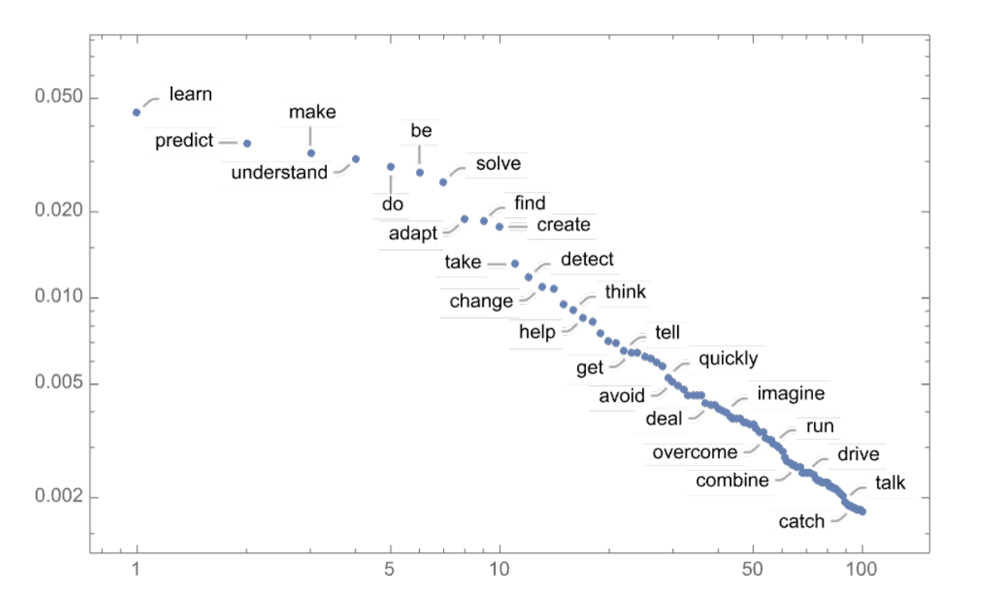 0.050
0.020
0.010
0.005
0.002
learn
make
be
predict
solve
understand
do
find
adapt
create
take
detect
think
change
help
tell
get
quickly
avoid
imagine
deal
run
overcome
drive
combine
talk
catch
1 5 10 50 100